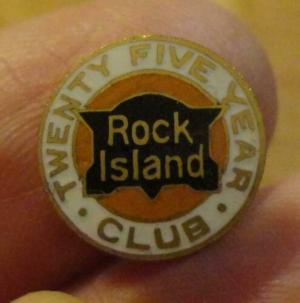 TWENTY FIVE YEAR
Rock
Island
· CLUB ·